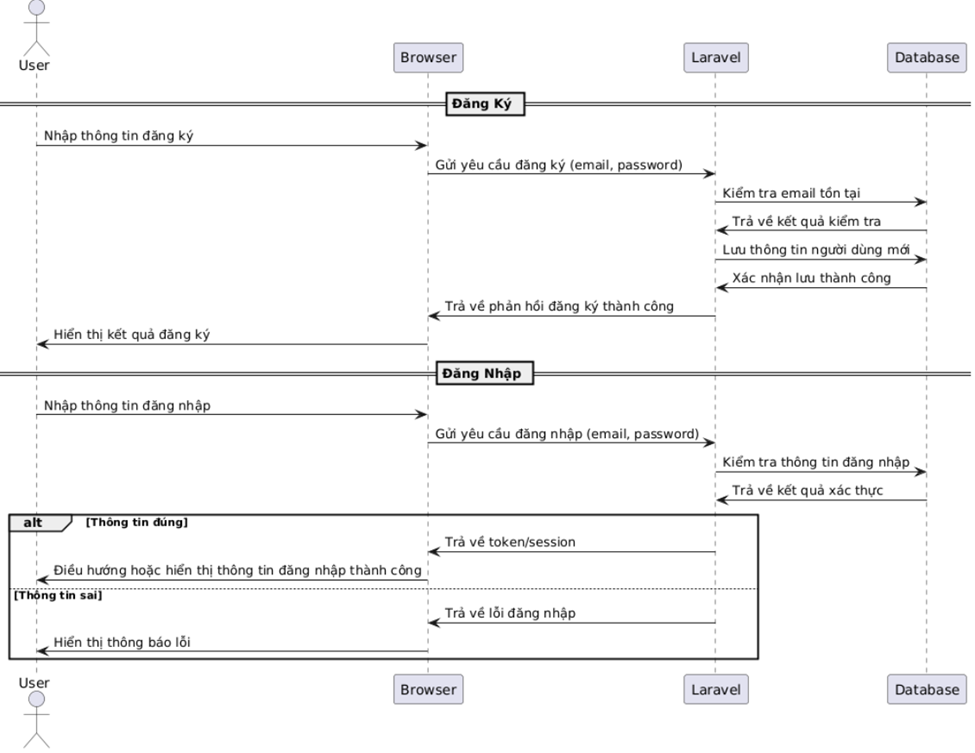 User
Browser
Laravel
Database
Đăng Ký
Nhập thông tin đăng ký
Gửi yêu cầu đăng ký (email, password)
Kiểm tra email tồn tại
Trả về kết quả kiểm tra
Lưu thông tin người dùng mới
Xác nhận lưu thành công
Trả về phản hồi đăng ký thành công
Hiển thị kết quả đăng ký
Đăng Nhập
Nhập thông tin đăng nhập
Gửi yêu cầu đăng nhập (email, password)
Kiểm tra thông tin đăng nhập
Trả về kết quả xác thực
alt [Thông tin đúng]
Trả về token/session
Điều hướng hoặc hiển thị thông tin đăng nhập thành công
[Thông tin sai]
Trả về lỗi đăng nhập
Hiển thị thông báo lỗi
User
Browser
Laravel
Database